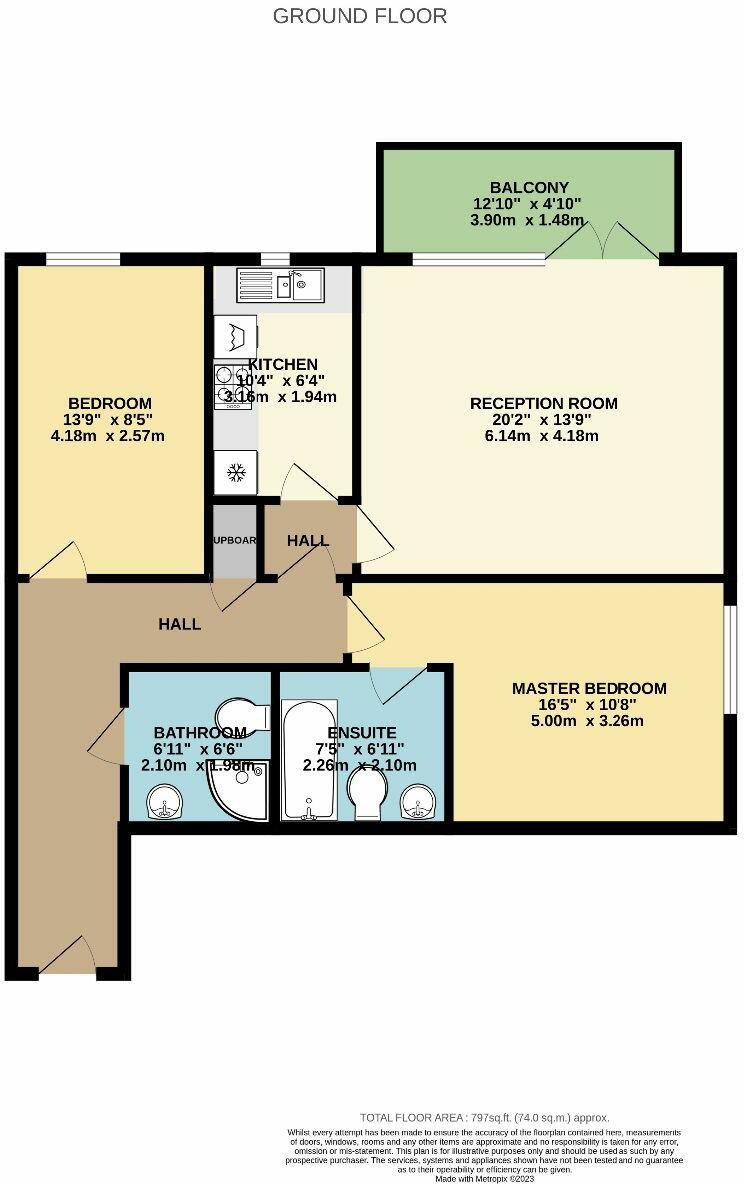 GROUND FLOOR
BALCONY
12'10" x 4'10"
3.90m x 1.48m
KITCHEN
10'4" x 6'4"
3.16m x 1.94m
BEDROOM
13'9" x 8'5"
4.18m x 2.57m
RECEPTION ROOM
20'2" x 13'9"
6.14m x 4.18m
UPBOAR
HALL
HALL
MASTER BEDROOM
16'5" x 10'8"
5.00m x 3.26m
BATHROOM
6'11" x 6'6"
2.10m x 1.98m
ENSUITE
7'5" x 6'11"
2.26m x 2.10m
TOTAL FLOOR AREA : 797sq.ft. (74.0 sq.m.) approx.
Whilst every attempt has been made to ensure the accuracy of the floorplan contained here, measurements
of doors, windows, rooms and any other items are approximate and no responsibility is taken for any error,
omission or mis-statement. This plan is for illustrative purposes only and should be used as such by any
prospective purchaser. The services, systems and appliances shown have not been tested and no guarantee
as to their operability or efficiency can be given.
Made with Metropix ©2023